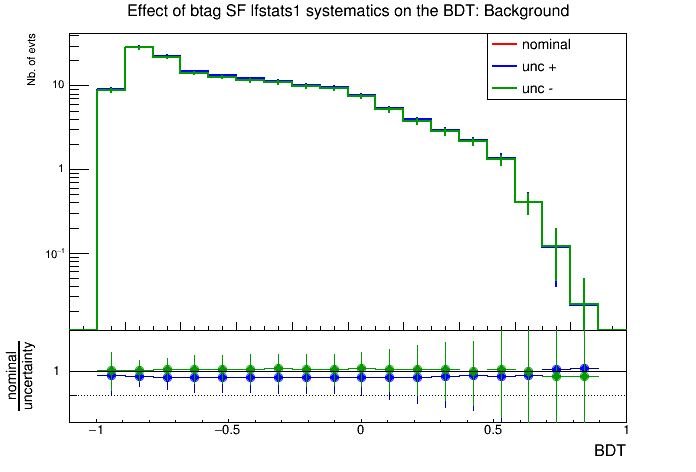 Effect of btag SF lfstats1 systematics on the BDT: Background
Nb. of evts
nominal
unc +
unc -
10
1
10⁻¹
nominal
uncertainty
1
−1
−0.5
0
0.5
1
BDT